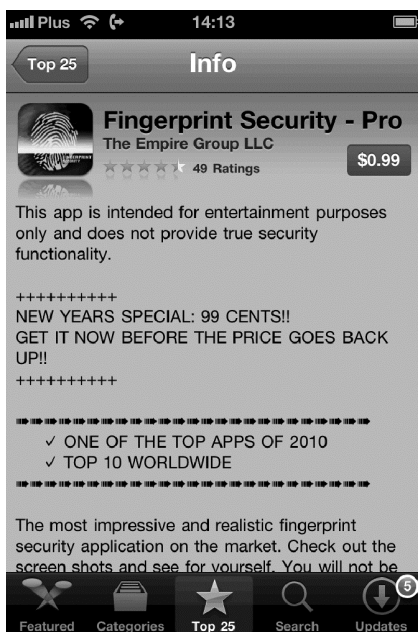 Plus 14:13
Top 25 Info
Fingerprint Security - Pro
The Empire Group LLC
49 Ratings $0.99
This app is intended for entertainment purposes
only and does not provide true security
functionality.
++++++++++
NEW YEARS SPECIAL: 99 CENTS!!
GET IT NOW BEFORE THE PRICE GOES BACK
UP!!
++++++++++
✓ ONE OF THE TOP APPS OF 2010
✓ TOP 10 WORLDWIDE
The most impressive and realistic fingerprint
security application on the market. Check out the
screen shots and see for yourself. You will not be
Featured Categories Top 25 Search Updates 5